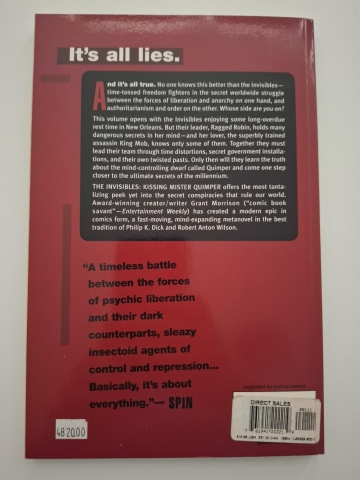 It's all lies.
And it's all true. No one knows this better than the Invisibles—
time-tossed freedom fighters in the secret worldwide struggle
between the forces of liberation and anarchy on one hand, and
authoritarianism and order on the other. Whose side are you on?
This volume opens with the Invisibles enjoying some long-overdue
rest time in New Orleans. But their leader, Ragged Robin, holds many
dangerous secrets in her mind—and her lover, the superbly trained
assassin King Mob, knows only some of them. Together they must
lead their team through time distortions, secret government installa-
tions, and their own twisted pasts. Only then will they learn the truth
about the mind-controlling dwarf called Quimper and come one step
closer to the ultimate secrets of the millennium.
THE INVISIBLES: KISSING MISTER QUIMPER offers the most tanta-
lizing peek yet into the secret conspiracies that rule our world.
Award-winning creator/writer Grant Morrison ("comic book
savant"—Entertainment Weekly) has created a modern epic in
comics form, a fast-moving, mind-expanding metanovel in the best
tradition of Philip K. Dick and Robert Anton Wilson.
"A timeless battle
between the forces
of psychic liberation
and their dark
counterparts, sleazy
insectoid agents of
control and repression...
Basically, it's about
everything."— SPIN
suggested for mature readers
DIRECT SALES
48 20.00